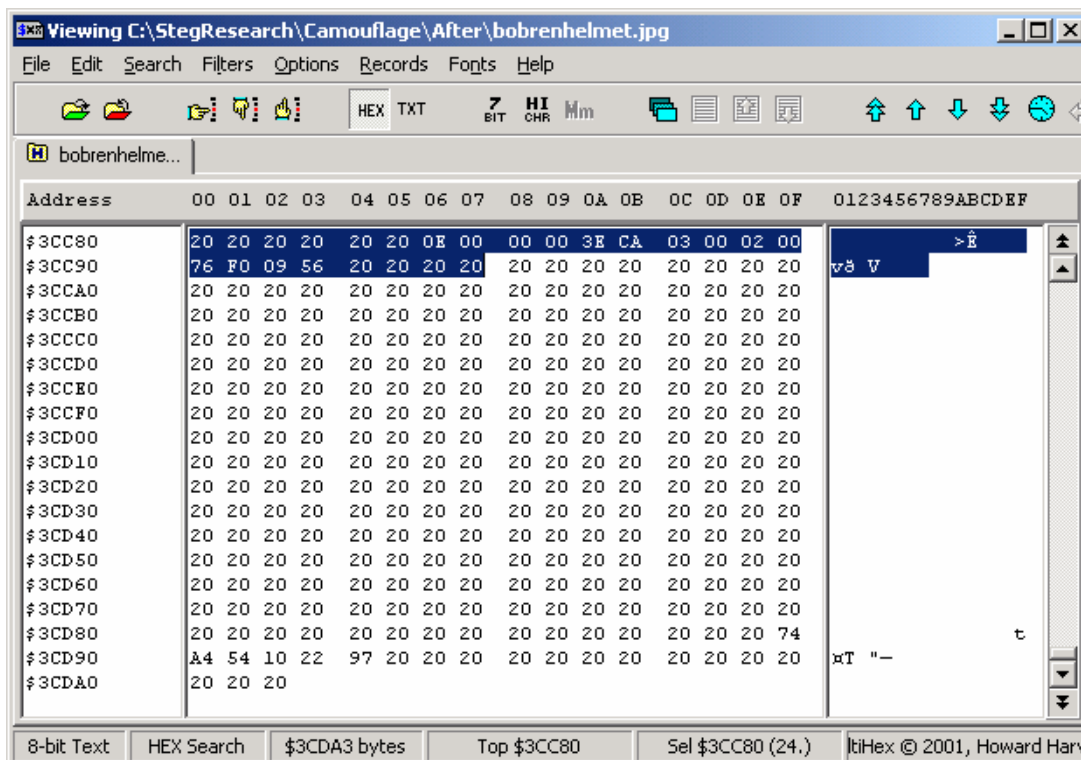 Viewing C:\StegResearch\Camouflage\After\bobrenhelmet.jpg
File Edit Search Filters Options Records Fonts Help
HEX TXT 7 BIT HI CHR Mm
bobrenhelme...
Address 00 01 02 03 04 05 06 07 08 09 0A 0B 0C 0D 0E 0F 0123456789ABCDEF
$3CC80 20 20 20 20 20 20 0E 00 00 00 3E CA 03 00 02 00 >Ê
$3CC90 76 F0 09 56 20 20 20 20 20 20 20 20 20 20 20 20 vð V
$3CCA0 20 20 20 20 20 20 20 20 20 20 20 20 20 20 20 20
$3CCB0 20 20 20 20 20 20 20 20 20 20 20 20 20 20 20 20
$3CCC0 20 20 20 20 20 20 20 20 20 20 20 20 20 20 20 20
$3CCD0 20 20 20 20 20 20 20 20 20 20 20 20 20 20 20 20
$3CCE0 20 20 20 20 20 20 20 20 20 20 20 20 20 20 20 20
$3CCF0 20 20 20 20 20 20 20 20 20 20 20 20 20 20 20 20
$3CD00 20 20 20 20 20 20 20 20 20 20 20 20 20 20 20 20
$3CD10 20 20 20 20 20 20 20 20 20 20 20 20 20 20 20 20
$3CD20 20 20 20 20 20 20 20 20 20 20 20 20 20 20 20 20
$3CD30 20 20 20 20 20 20 20 20 20 20 20 20 20 20 20 20
$3CD40 20 20 20 20 20 20 20 20 20 20 20 20 20 20 20 20
$3CD50 20 20 20 20 20 20 20 20 20 20 20 20 20 20 20 20
$3CD60 20 20 20 20 20 20 20 20 20 20 20 20 20 20 20 20
$3CD70 20 20 20 20 20 20 20 20 20 20 20 20 20 20 20 20
$3CD80 20 20 20 20 20 20 20 20 20 20 20 20 20 20 20 74 t
$3CD90 A4 54 10 22 97 20 20 20 20 20 20 20 20 20 20 20 ¤T "—
$3CDA0 20 20 20
8-bit Text HEX Search $3CDA3 bytes Top $3CC80 Sel $3CC80 (24.) ltiHex © 2001, Howard Harv